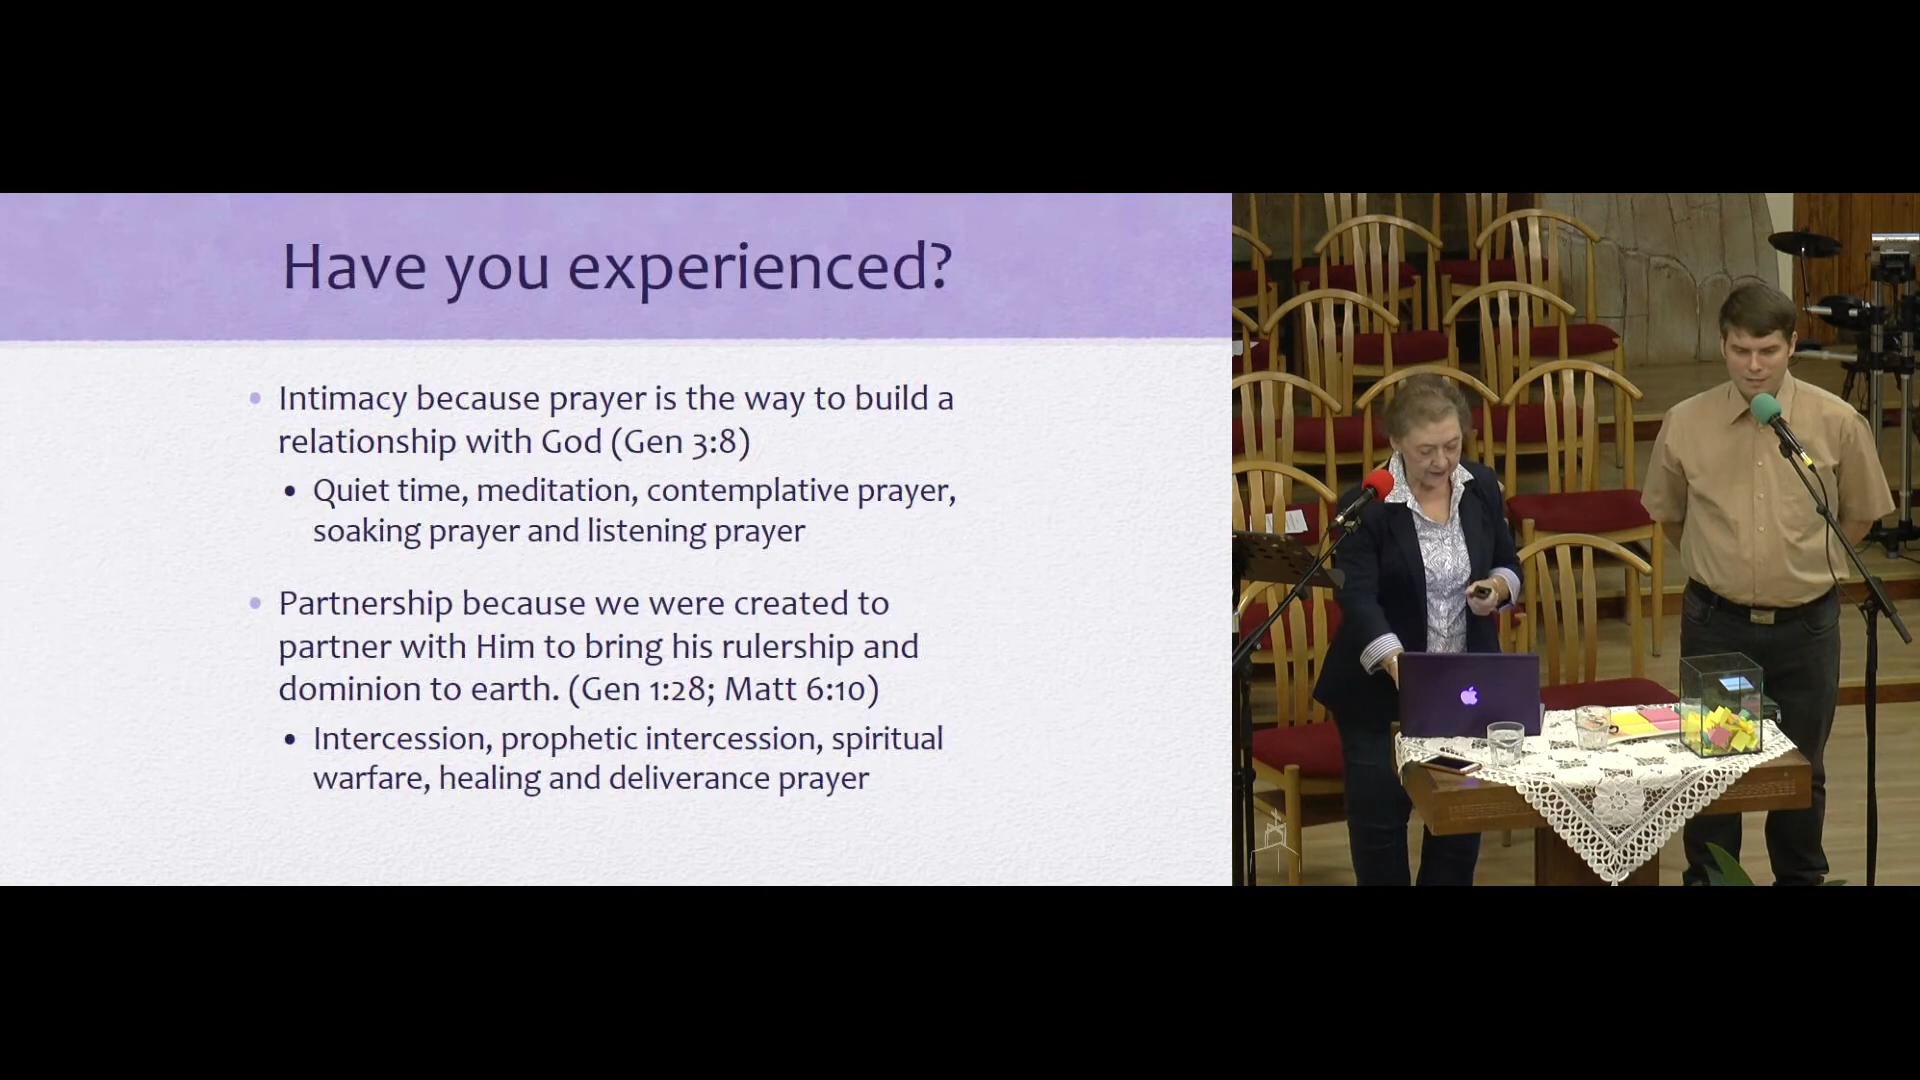 Have you experienced?
• Intimacy because prayer is the way to build a
relationship with God (Gen 3:8)
• Quiet time, meditation, contemplative prayer,
soaking prayer and listening prayer
• Partnership because we were created to
partner with Him to bring his rulership and
dominion to earth. (Gen 1:28; Matt 6:10)
• Intercession, prophetic intercession, spiritual
warfare, healing and deliverance prayer